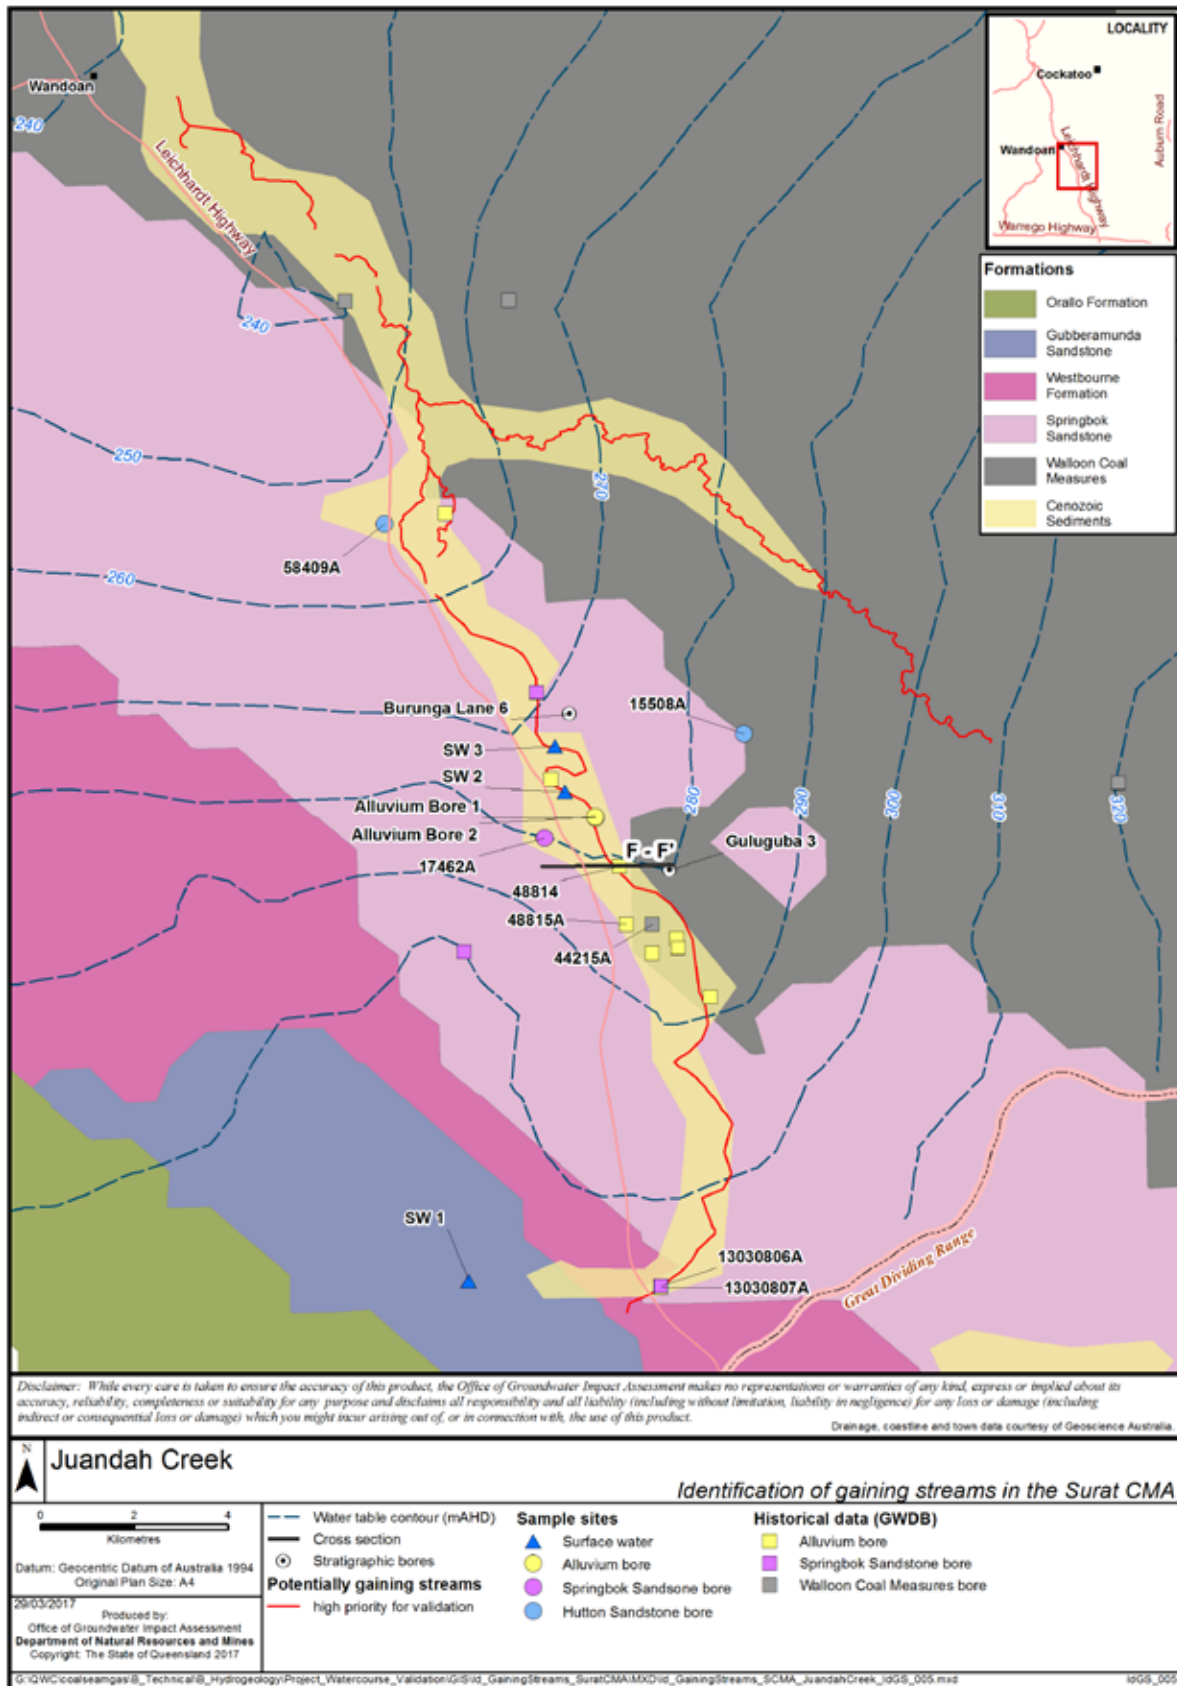 LOCALITY
Cockatoo
Wandoan
Leichhardt Highway
Auburn Road
Warrego Highway
Wandoan
240
Leichhardt Highway
240
250
260
270
280
290
300
310
320
Formations
Orallo Formation
Gubberamunda
Sandstone
Westbourne
Formation
Springbok
Sandstone
Walloon Coal
Measures
Cenozoic
Sediments
58409A
Burunga Lane 6
15508A
SW 3
SW 2
Alluvium Bore 1
Alluvium Bore 2
F - F'
Guluguba 3
17462A
48814
48815A
44215A
SW 1
13030806A
13030807A
Great Dividing Range
Disclaimer: While every care is taken to ensure the accuracy of this product, the Office of Groundwater Impact Assessment makes no representations or warranties of any kind, express or implied about its
accuracy, reliability, completeness or suitability for any purpose and disclaims all responsibility and all liability (including without limitation, liability in negligence) for any loss or damage (including
indirect or consequential loss or damage) which you might incur arising out of, or in connection with, the use of this product.
Drainage, coastline and town data courtesy of Geoscience Australia.
N
Juandah Creek
Identification of gaining streams in the Surat CMA
0 2 4
Kilometres
Datum: Geocentric Datum of Australia 1994
Original Plan Size: A4
29/03/2017
Produced by:
Office of Groundwater Impact Assessment
Department of Natural Resources and Mines
Copyright: The State of Queensland 2017
Water table contour (mAHD)
Cross section
Stratigraphic bores
Potentially gaining streams
high priority for validation
Sample sites
Surface water
Alluvium bore
Springbok Sandsone bore
Hutton Sandstone bore
Historical data (GWDB)
Alluvium bore
Springbok Sandstone bore
Walloon Coal Measures bore
G:\QWC\coalseamgas\B_Technical\B_Hydrogeology\Project_Watercourse_Validation\GIS\Id_GainingStreams_SuratCMA\MXD\Id_GainingStreams_SCMA_JuandahCreek_IdGS_005.mxd
IdGS_005